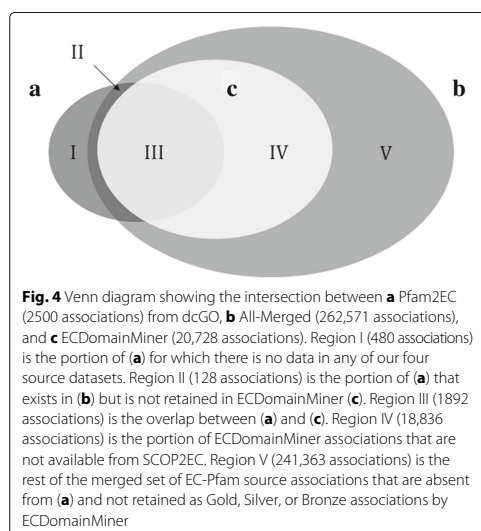 II
a
c
b
I
III
IV
V
Fig. 4 Venn diagram showing the intersection between a Pfam2EC
(2500 associations) from dcGO, b All-Merged (262,571 associations),
and c ECDomainMiner (20,728 associations). Region I (480 associations)
is the portion of (a) for which there is no data in any of our four
source datasets. Region II (128 associations) is the portion of (a) that
exists in (b) but is not retained in ECDomainMiner (c). Region III (1892
associations) is the overlap between (a) and (c). Region IV (18,836
associations) is the portion of ECDomainMiner associations that are
not available from SCOP2EC. Region V (241,363 associations) is the
rest of the merged set of EC-Pfam source associations that are absent
from (a) and not retained as Gold, Silver, or Bronze associations by
ECDomainMiner